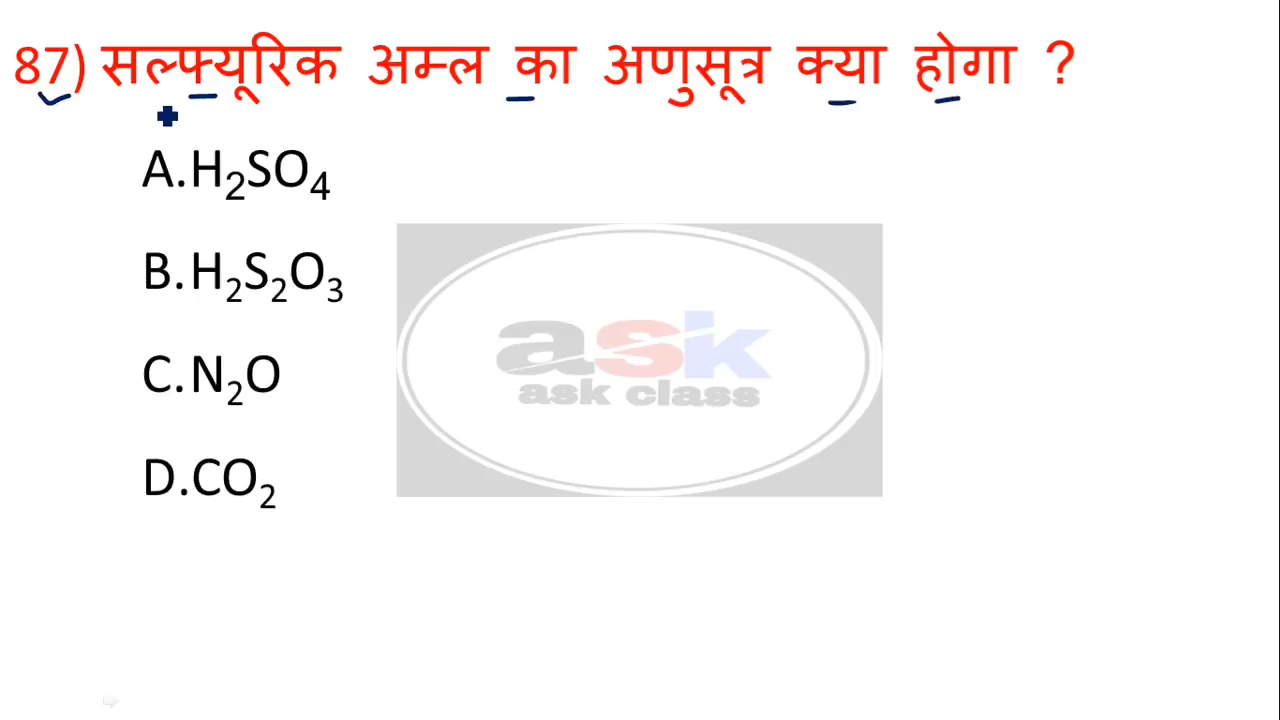 87) सल्फ्यूरिक अम्ल का अणुसूत्र क्या होगा ?
A.H₂SO₄
B.H₂S₂O₃
C.N₂O
D.CO₂
ask
ask class